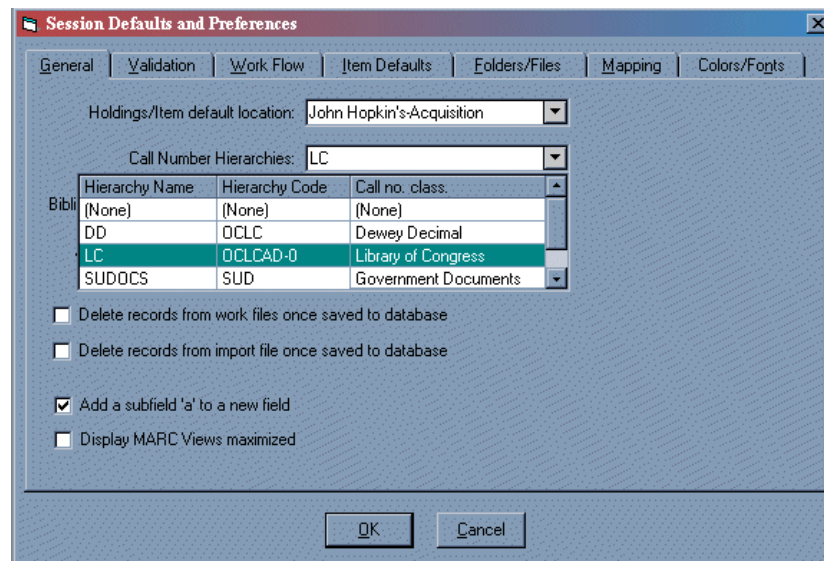 Session Defaults and Preferences
General Validation Work Flow Item Defaults Folders/Files Mapping Colors/Fonts
Holdings/Item default location: John Hopkin's-Acquisition
Call Number Hierarchies: LC
Hierarchy Name Hierarchy Code Call no. class.
Bibli
(None) (None) (None)
DD OCLC Dewey Decimal
LC OCLCAD-0 Library of Congress
SUDOCS SUD Government Documents
Delete records from work files once saved to database
Delete records from import file once saved to database
Add a subfield 'a' to a new field
Display MARC Views maximized
OK Cancel